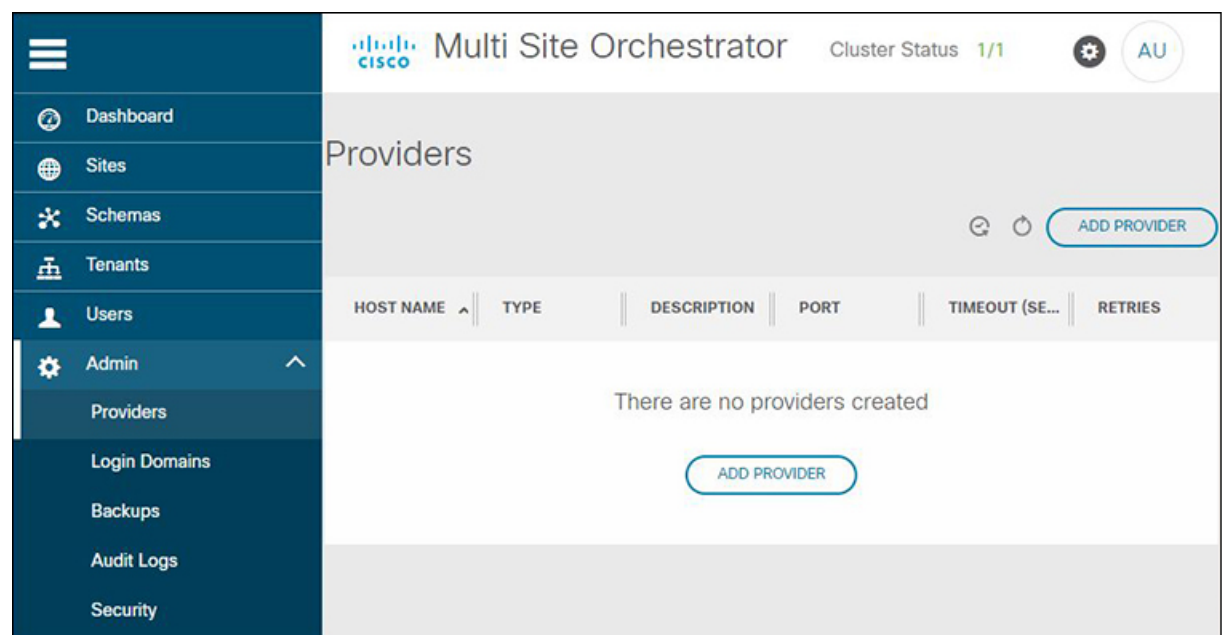 CISCO
Multi Site Orchestrator
Cluster Status 1/1
AU
Dashboard
Sites
Schemas
Tenants
Users
Admin
Providers
Login Domains
Backups
Audit Logs
Security
Providers
ADD PROVIDER
HOST NAME TYPE DESCRIPTION PORT TIMEOUT (SE... RETRIES
There are no providers created
ADD PROVIDER